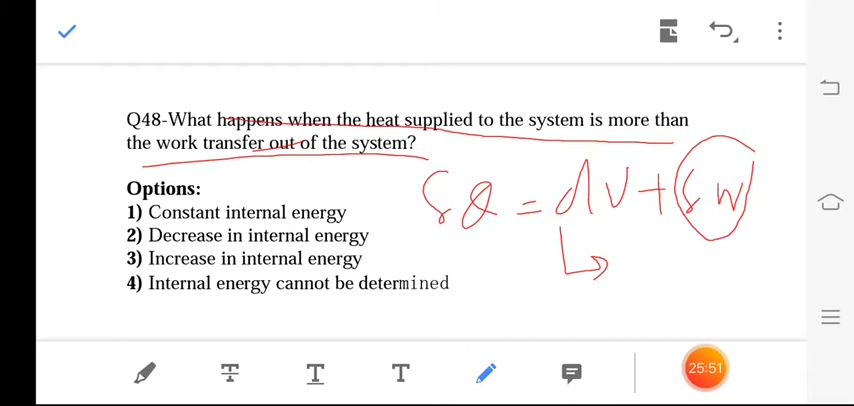 Q48-What happens when the heat supplied to the system is more than
the work transfer out of the system?
Options:
1) Constant internal energy
2) Decrease in internal energy
3) Increase in internal energy
4) Internal energy cannot be determined
δQ = dU + δW
T T T
25:51